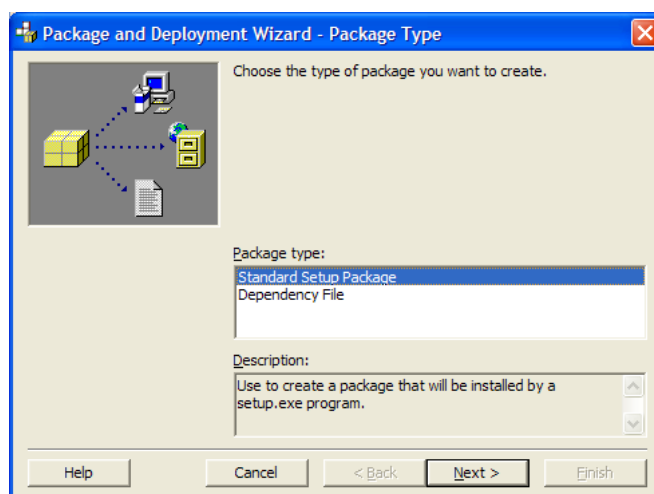 Package and Deployment Wizard - Package Type
Choose the type of package you want to create.
Package type:
Standard Setup Package
Dependency File
Description:
Use to create a package that will be installed by a
setup.exe program.
Help Cancel < Back Next > Finish